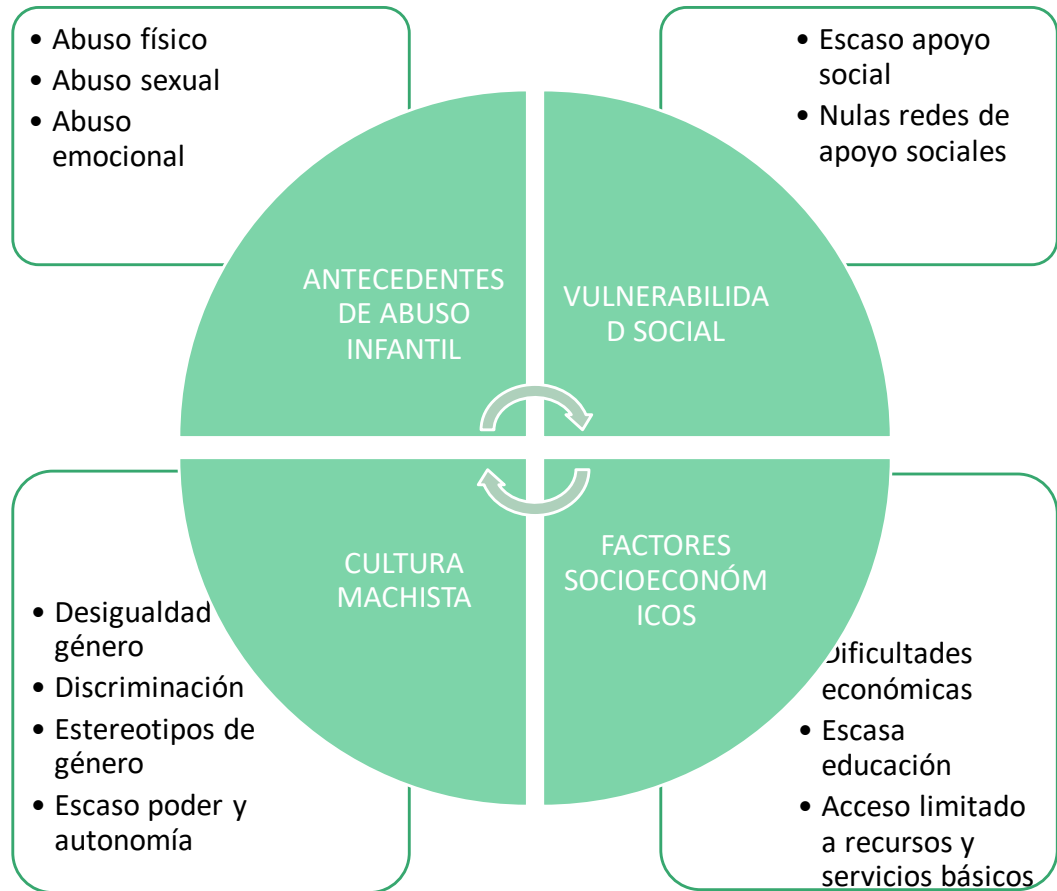 • Abuso físico
• Abuso sexual
• Abuso
emocional
• Escaso apoyo
social
• Nulas redes de
apoyo sociales
ANTECEDENTES
DE ABUSO
INFANTIL
VULNERABILIDA
D SOCIAL
CULTURA
MACHISTA
FACTORES
SOCIOECONÓM
ICOS
• Desigualdad
género
• Discriminación
• Estereotipos de
género
• Escaso poder y
autonomía
Dificultades
económicas
• Escasa
educación
• Acceso limitado
a recursos y
servicios básicos